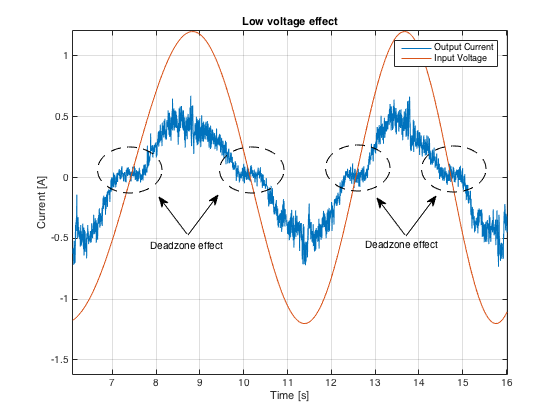 Low voltage effect
Output Current
Input Voltage
1
0.5
0
-0.5
-1
-1.5
Current [A]
Deadzone effect
Deadzone effect
7 8 9 10 11 12 13 14 15 16
Time [s]